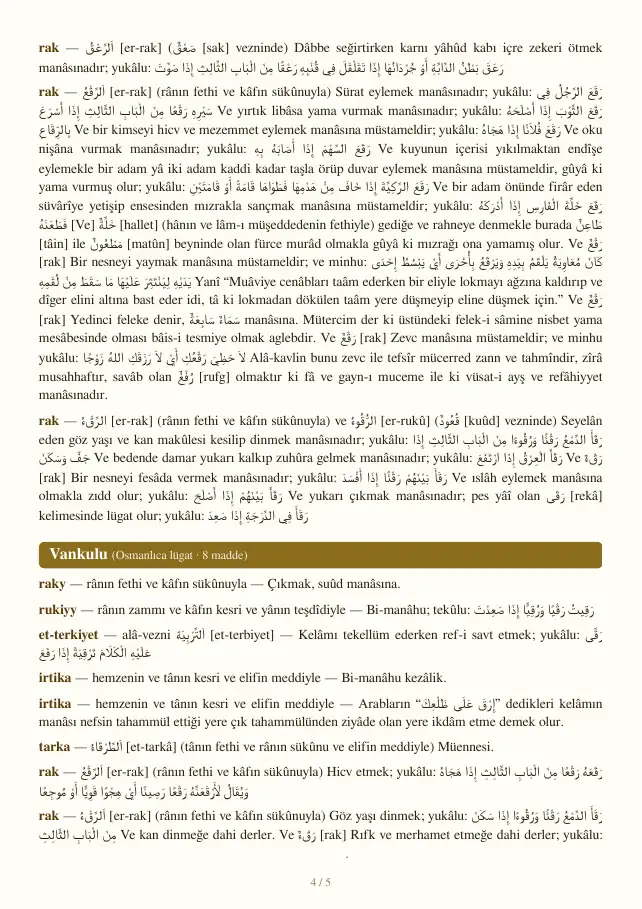 rak — اَلرَّعْقُ [er-rak] (صَعْقٌ [sak] vezninde) Dâbbe seğirtirken karnı yâhûd kabı içre zekeri ötmek
manâsınadır; yukâlu: رَعَقَ بَطْنُ الدَّابَّةِ أَوْ جُرْدَانُهَا إِذَا تَقَلْقَلَ فِي قُنْبِهِ رَعْقًا مِنَ الْبَابِ الثَّالِثِ إِذَا صَوَّتَ
rak — اَلرَّقْعُ [er-rak] (rânın fethi ve kâfın sükûnuyla) Sürat eylemek manâsınadır; yukâlu: رَقَعَ الرَّجُلُ فِي
سَيْرِهِ رَقْعًا مِنَ الْبَابِ الثَّالِثِ إِذَا أَسْرَعَ Ve yırtık libâsa yama vurmak manâsınadır; yukâlu: رَقَعَ الثَّوْبَ إِذَا أَصْلَحَهُ
بِالرِّقَاعِ Ve bir kimseyi hicv ve mezemmet eylemek manâsına müstameldir; yukâlu: رَقَعَ فُلَانًا إِذَا هَجَاهُ Ve oku
nişâna vurmak manâsınadır; yukâlu: رَقَعَ السَّهْمَ إِذَا أَصَابَهُ بِهِ Ve kuyunun içerisi yıkılmaktan endîşe
eylemekle bir adam yâ iki adam kaddi kadar taşla örüp duvar eylemek manâsına müstameldir, gûyâ ki
yama vurmuş olur; yukâlu: رَقَعَ الرَّكِيَّةَ إِذَا خَافَ مِنْ هَدْمِهَا فَطَوَاهَا قَامَةً أَوْ قَامَتَيْنِ Ve bir adam önünde firâr eden
süvârîye yetişip ensesinden mızrakla sançmak manâsına müstameldir; yukâlu: رَقَعَ خَلَّةَ الْفَارِسِ إِذَا أَدْرَكَهُ
فَطَعَنَهُ [Ve] خَلَّةٌ [hallet] (hânın ve lâm-ı müşeddedenin fethiyle) gediğe ve rahneye denmekle burada طَاعِنٌ
[tâin] ile مَطْعُونٌ [matûn] beyninde olan fürce murâd olmakla gûyâ ki mızrağı ona yamamış olur. Ve رَقْعٌ
[rak] Bir nesneyi yaymak manâsına müstameldir; ve minhu: كَانَ مُعَاوِيَةُ يَلْقَمُ بِيَدِهِ وَيَرْقَعُ بِأُخْرَى أَيْ يَبْسُطُ إِحْدَى
يَدَيْهِ لِيَنْتَثِرَ عَلَيْهَا مَا سَقَطَ مِنْ لُقَمِهِ Yanî “Muâviye cenâbları taâm ederken bir eliyle lokmayı ağzına kaldırıp ve
dîger elini altına bast eder idi, tâ ki lokmadan dökülen taâm yere düşmeyip eline düşmek için.” Ve رَقْعٌ
[rak] Yedinci feleke denir, سَمَاءٌ سَابِعَةٌ manâsına. Mütercim der ki üstündeki felek-i sâmine nisbet yama
mesâbesinde olması bâis-i tesmiye olmak aglebdir. Ve رَقْعٌ [rak] Zevc manâsına müstameldir; ve minhu
yukâlu: لاَ حَظِيَ رَقْعُكِ أَيْ لاَ رَزَقَكِ اللهُ زَوْجًا Alâ-kavlin bunu zevc ile tefsîr mücerred zann ve tahmîndir, zîrâ
musahhaftır, savâb olan رُفْغٌ [rufg] olmaktır ki fâ ve gayn-ı muceme ile ki vüsat-i ayş ve refâhiyyet
manâsınadır.
rak — اَلرَّقْءُ [er-rak] (rânın fethi ve kâfın sükûnuyla) ve اَلرُّقُوءُ [er-rukû] (قُعُودٌ [kuûd] vezninde) Seyelân
eden göz yaşı ve kan makûlesi kesilip dinmek manâsınadır; yukâlu: رَقَأَ الدَّمْعُ رَقْئًا وَرُقُوءًا مِنَ الْبَابِ الثَّالِثِ إِذَا
جَفَّ وَسَكَنَ Ve bedende damar yukarı kalkıp zuhûra gelmek manâsınadır; yukâlu: رَقَأَ الْعِرْقُ إِذَا اَرْتَفَعَ Ve رَقْءٌ
[rak] Bir nesneyi fesâda vermek manâsınadır; yukâlu: رَقَأَ بَيْنَهُمْ رَقْئًا إِذَا أَفْسَدَ Ve ıslâh eylemek manâsına
olmakla zıdd olur; yukâlu: رَقَأَ بَيْنَهُمْ إِذَا أَصْلَحَ Ve yukarı çıkmak manâsınadır; pes yâî olan رَقَى [rekâ]
kelimesinde lügat olur; yukâlu: رَقَأَ فِي الدَّرَجَةِ إِذَا صَعِدَ
Vankulu (Osmanlıca lügat · 8 madde)
raky — rânın fethi ve kâfın sükûnuyla — Çıkmak, suûd manâsına.
rukiyy — rânın zammı ve kâfın kesri ve yânın teşdîdiyle — Bi-manâhu; tekûlu: رَقِيتُ رَقْيًا وَرُقِيًّا إِذَا صَعِدْتَ
et-terkiyet — alâ-vezni اَلتَّرْبِيَةُ [et-terbiyet] — Kelâmı tekellüm ederken ref-i savt etmek; yukâlu: رَقَّى
عَلَيْهِ الْكَلَامَ تَرْقِيَةً إِذَا رَفَعَ
irtika — hemzenin ve tânın kesri ve elifin meddiyle — Bi-manâhu kezâlik.
irtika — hemzenin ve tânın kesri ve elifin meddiyle — Arabların “إِرْقَ عَلَى ظَلْعِكَ” dedikleri kelâmın
manâsı nefsin tahammül ettiği yere çık tahammülünden ziyâde olan yere ikdâm etme demek olur.
tarka — اَلطَّرْقَاءُ [et-tarkâ] (tânın fethi ve rânın sükûnu ve elifin meddiyle) Müennesi.
rak — اَلرَّقْعُ [er-rak] (rânın fethi ve kâfın sükûnuyla) Hicv etmek; yukâlu: رَقَعَهُ رَقْعًا مِنَ الْبَابِ الثَّالِثِ إِذَا هَجَاهُ
وَيُقَالُ لَأَرْقَعَنَّهُ رَقْعًا رَصِينًا أَيْ هِجْوًا قَوِيًّا أَوْ مُوجِعًا
rak — اَلرَّقْءُ [er-rak] (rânın fethi ve kâfın sükûnuyla) Göz yaşı dinmek; yukâlu: رَقَأَ الدَّمْعُ رَقْئًا وَرُقُوءًا إِذَا سَكَنَ
مِنَ الْبَابِ الثَّالِثِ Ve kan dinmeğe dahi derler. Ve رَقْءٌ [rak] Rıfk ve merhamet etmeğe dahi derler; yukâlu:
4 / 5